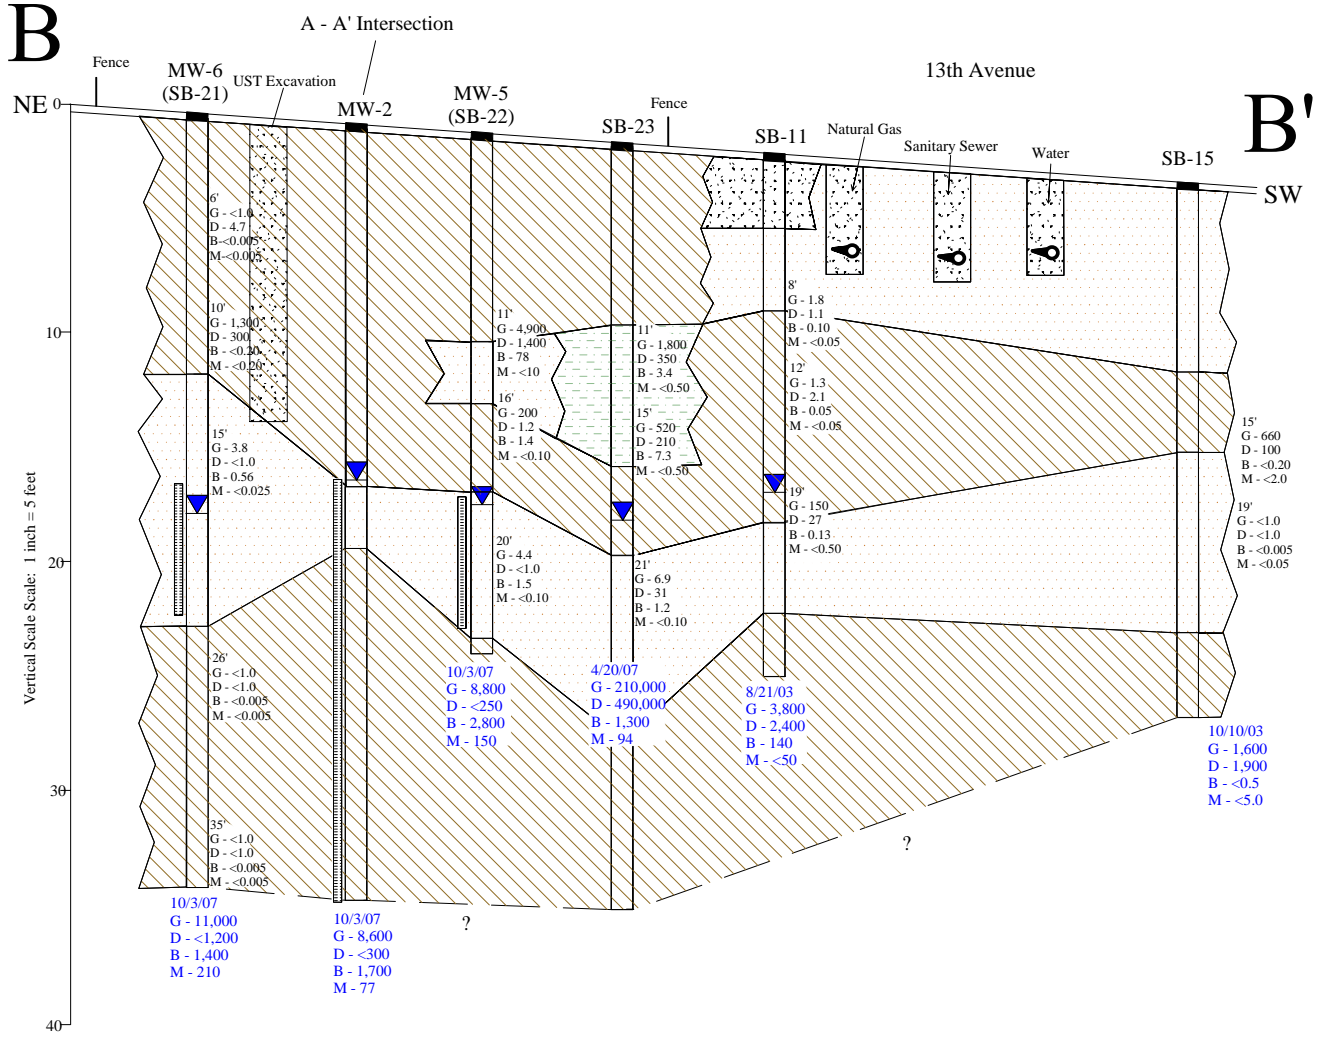 B
A - A' Intersection
Fence
MW-6
(SB-21)
UST Excavation
MW-2
MW-5
(SB-22)
Fence
SB-23
13th Avenue
SB-11
Natural Gas
Sanitary Sewer
Water
SB-15
B'
NE
SW
0
10
20
30
40
Vertical Scale Scale: 1 inch = 5 feet
6'
G - <1.0
D - 4.7
B-<0.005
M-<0.005
10'
G - 1,300
D - 300
B - <0.20
M - <0.20
15'
G - 3.8
D - <1.0
B - 0.56
M - <0.025
26'
G - <1.0
D - <1.0
B - <0.005
M - <0.005
35'
G - <1.0
D - <1.0
B - <0.005
M - <0.005
10/3/07
G - 11,000
D - <1,200
B - 1,400
M - 210
10/3/07
G - 8,600
D - <300
B - 1,700
M - 77
11'
G - 4,900
D - 1,400
B - 78
M - <10
16'
G - 200
D - 1.2
B - 1.4
M - <0.10
20'
G - 4.4
D - <1.0
B - 1.5
M - <0.10
10/3/07
G - 8,800
D - <250
B - 2,800
M - 150
?
11'
G - 1,800
D - 350
B - 3.4
M - <0.50
15'
G - 520
D - 210
B - 7.3
M - <0.50
21'
G - 6.9
D - 31
B - 1.2
M - <0.10
4/20/07
G - 210,000
D - 490,000
B - 1,300
M - 94
8'
G - 1.8
D - 1.1
B - 0.10
M - <0.05
12'
G - 1.3
D - 2.1
B - 0.05
M - <0.05
19'
G - 150
D - 27
B - 0.13
M - <0.50
8/21/03
G - 3,800
D - 2,400
B - 140
M - <50
?
15'
G - 660
D - 100
B - <0.20
M - <2.0
19'
G - <1.0
D - <1.0
B - <0.005
M - <0.05
10/10/03
G - 1,600
D - 1,900
B - <0.5
M - <5.0